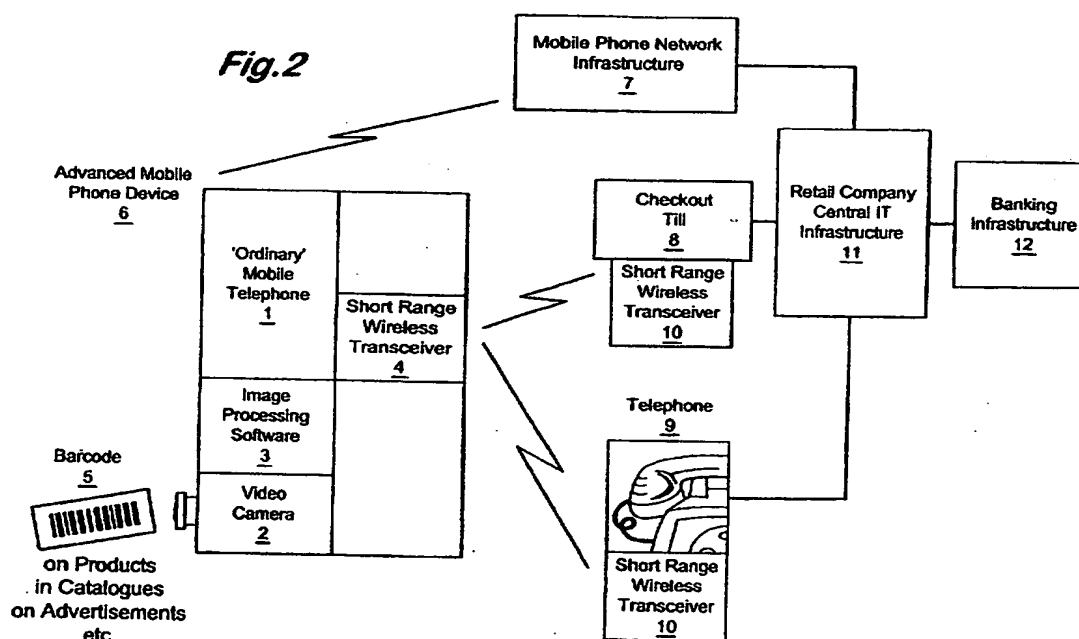 Fig.2
Mobile Phone Network
Infrastructure
7
Advanced Mobile
Phone Device
6
'Ordinary'
Mobile
Telephone
1
Short Range
Wireless
Transceiver
4
Image
Processing
Software
3
Video
Camera
2
Barcode
5
on Products
in Catalogues
on Advertisements
etc
Checkout
Till
8
Short Range
Wireless
Transceiver
10
Telephone
9
Short Range
Wireless
Transceiver
10
Retail Company
Central IT
Infrastructure
11
Banking
Infrastructure
12